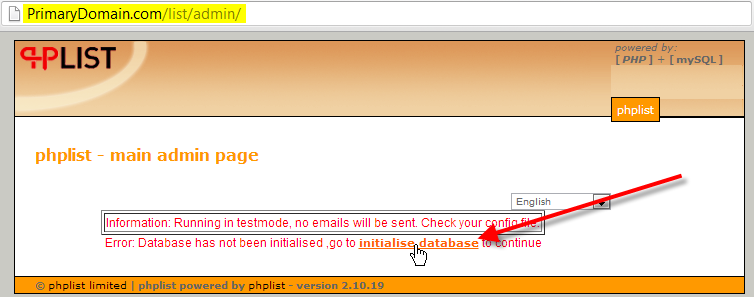 PrimaryDomain.com/list/admin/
PHPLIST
powered by:
[ PHP ] + [ mySQL ]
phplist
phplist - main admin page
English
Information: Running in testmode, no emails will be sent. Check your config file.
Error: Database has not been initialised ,go to initialise database to continue
© phplist limited | phplist powered by phplist - version 2.10.19